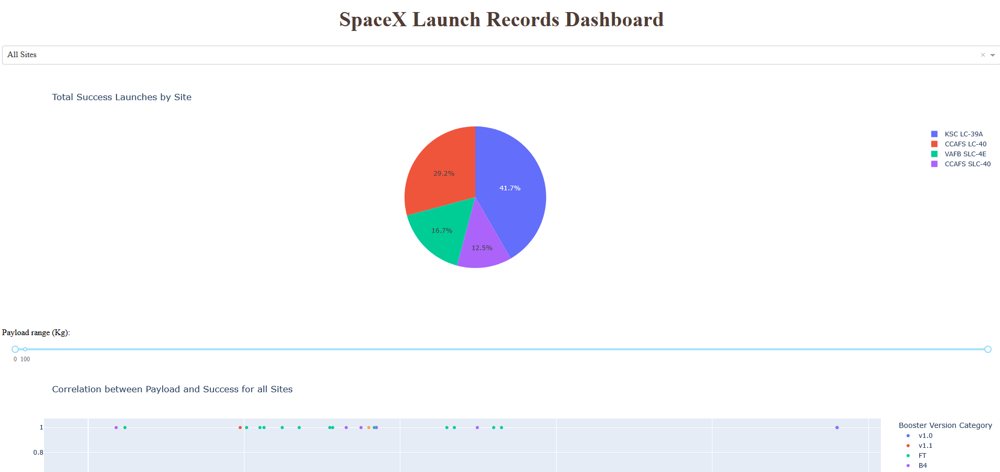 SpaceX Launch Records Dashboard
All Sites
×
Total Success Launches by Site
KSC LC-39A
CCAFS LC-40
VAFB SLC-4E
CCAFS SLC-40
29.2%
41.7%
16.7%
12.5%
Payload range (Kg):
0 100
Correlation between Payload and Success for all Sites
1
0.8
Booster Version Category
v1.0
v1.1
FT
B4